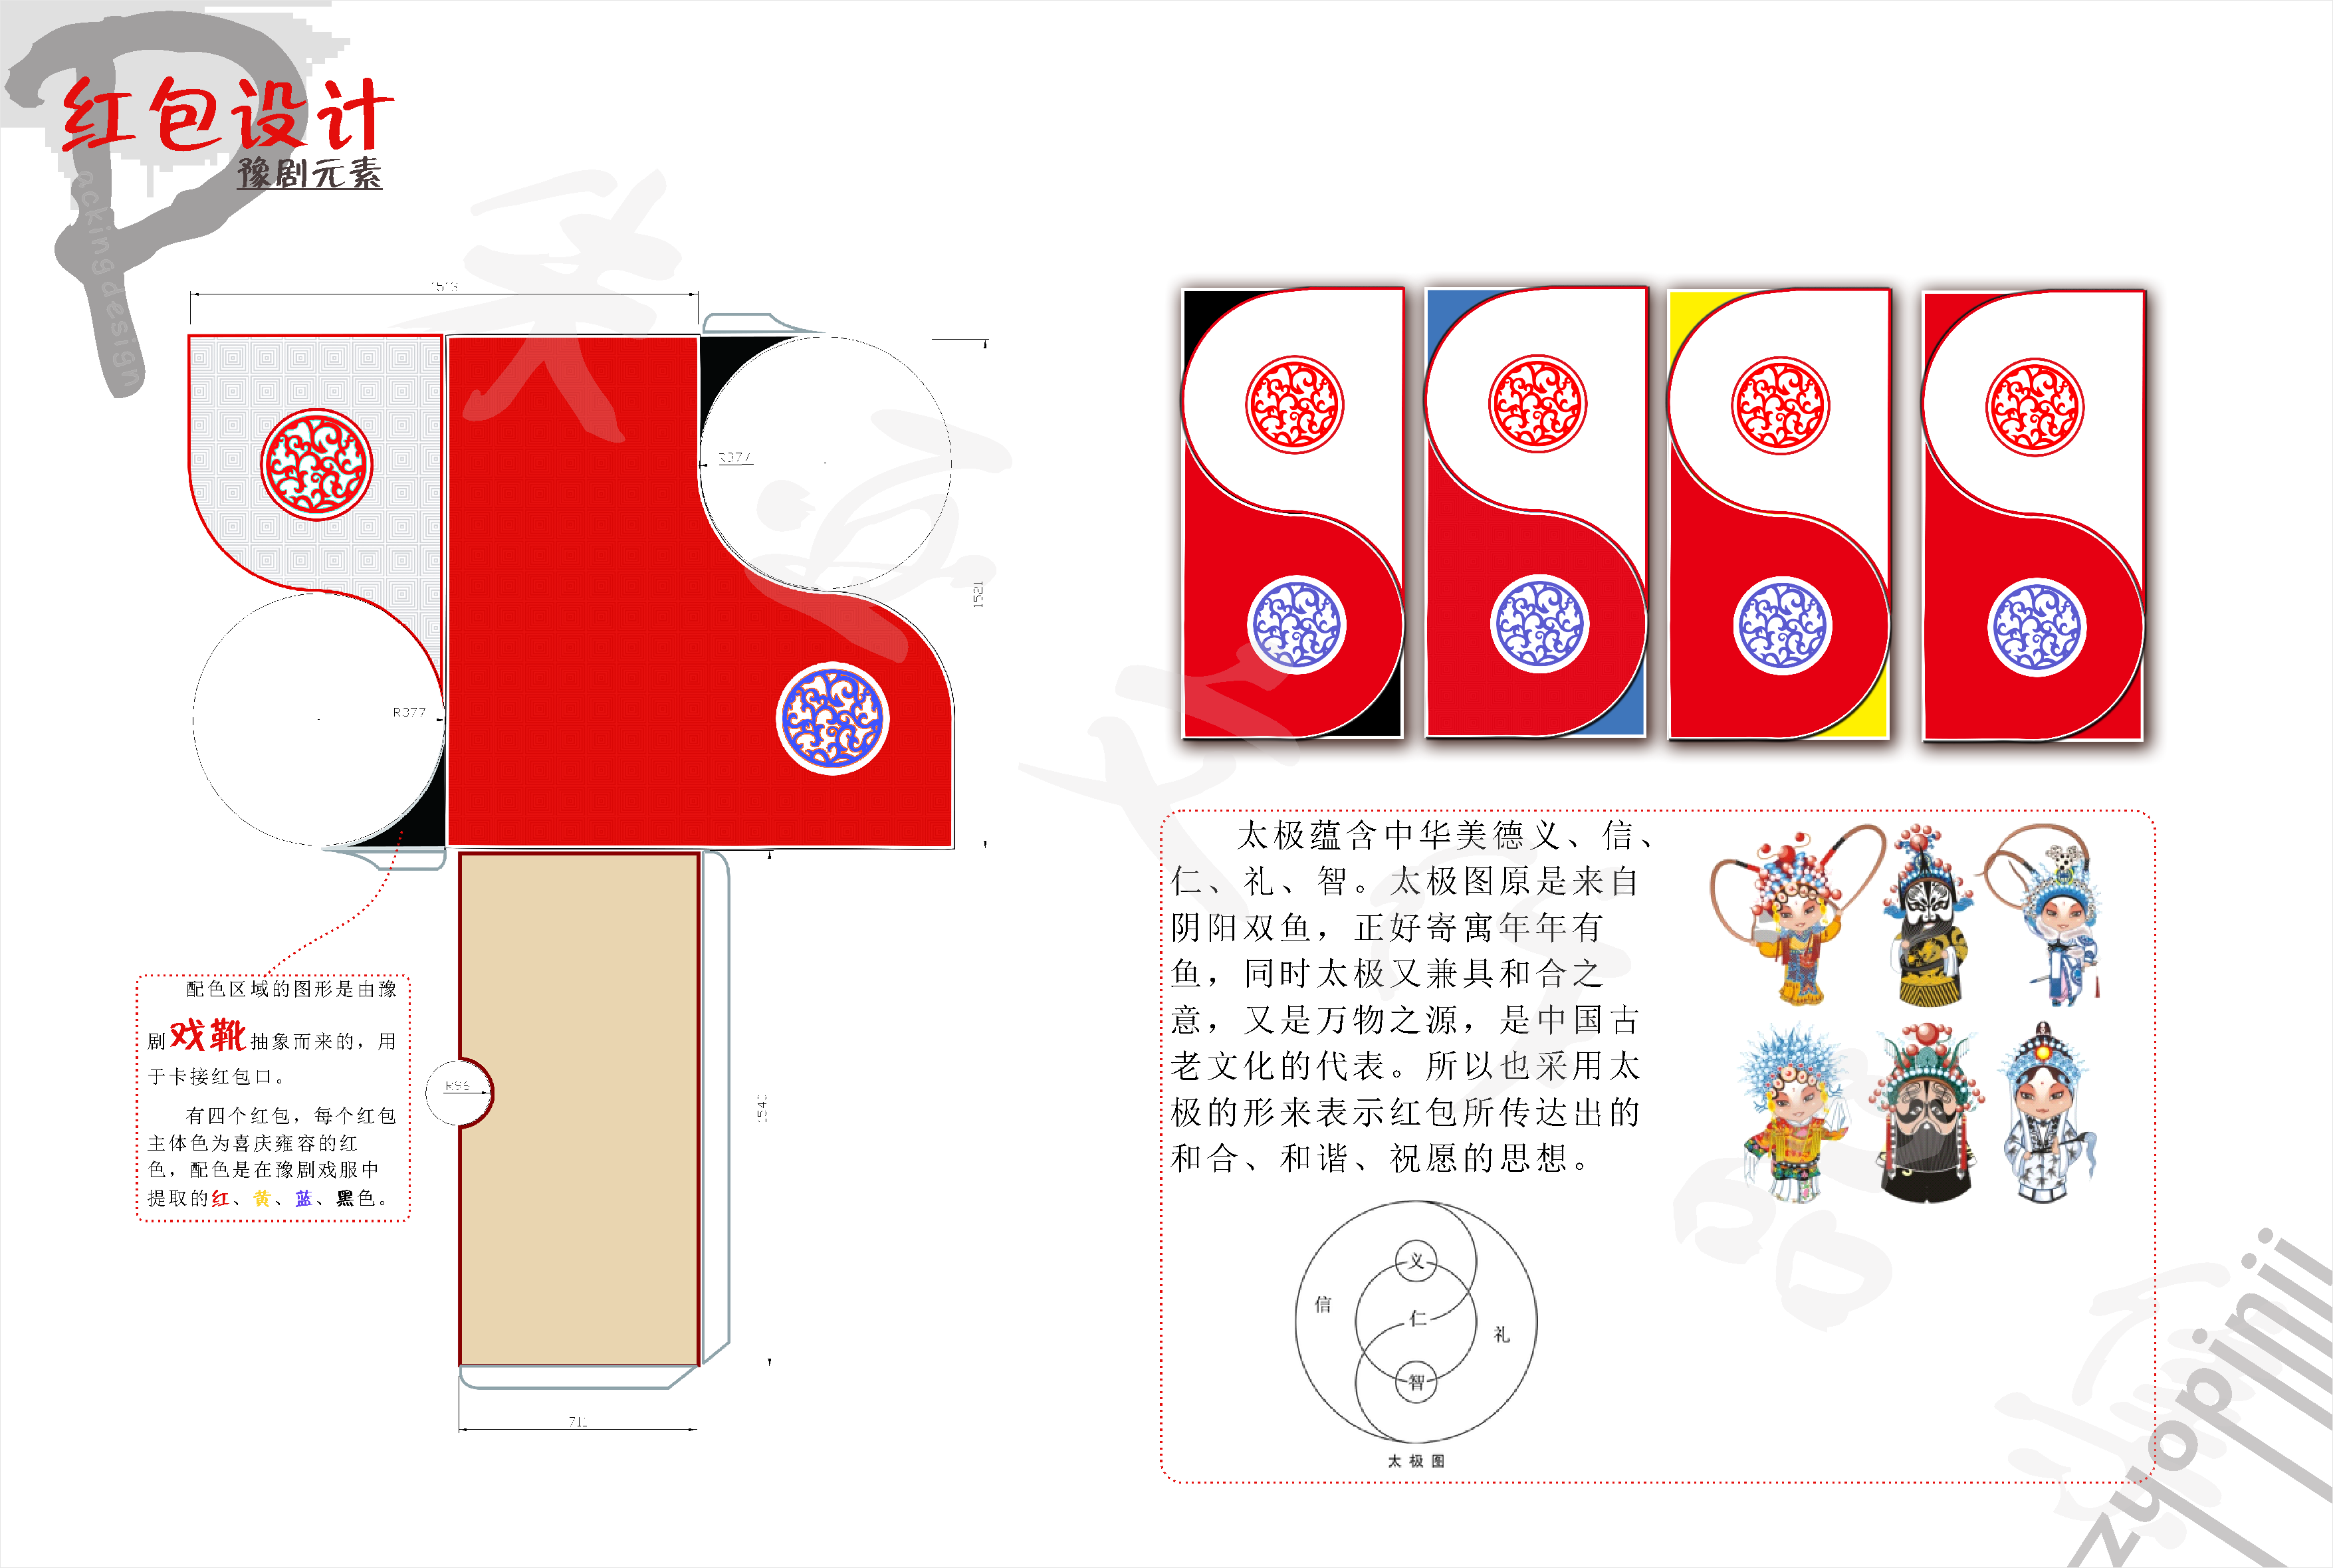 红包设计
豫剧元素
Packing design
1513
R377
1521
R377
配色区域的图形是由豫
剧戏靴抽象而来的，用
于卡接红包口。
有四个红包，每个红包
主体色为喜庆雍容的红
色，配色是在豫剧戏服中
提取的红、黄、蓝、黑色。
R96
711
太极蕴含中华美德义、信、
仁、礼、智。太极图原是来自
阴阳双鱼，正好寄寓年年有
鱼，同时太极又兼具和合之
意，又是万物之源，是中国古
老文化的代表。所以也采用太
极的形来表示红包所传达出的
和合、和谐、祝愿的思想。
义
信
仁
礼
智
太极图
zuopinji